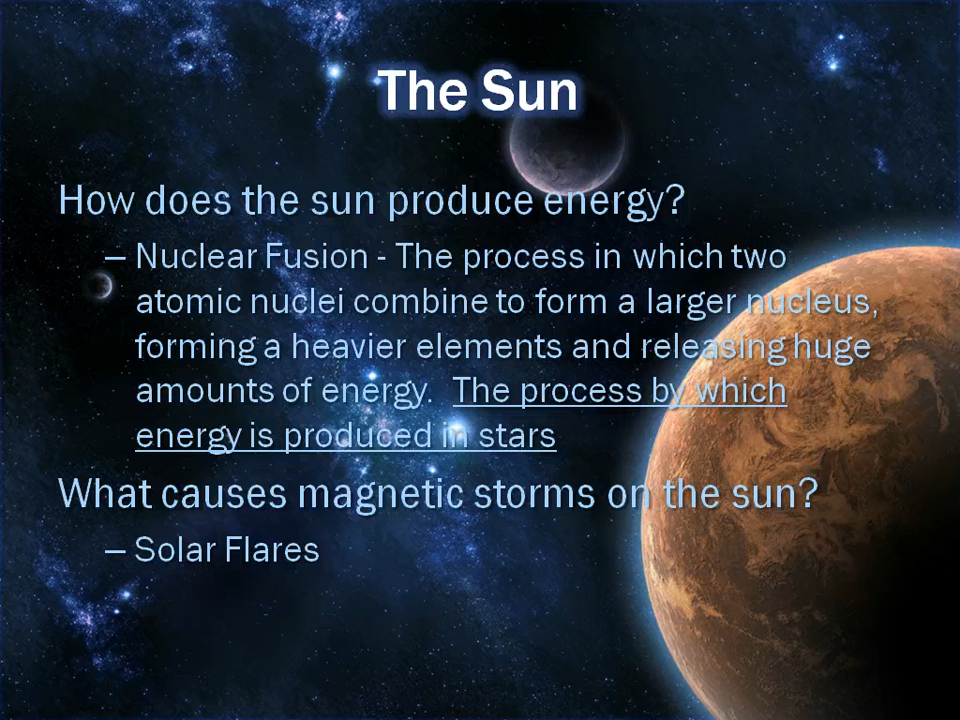 The Sun
How does the sun produce energy?
– Nuclear Fusion - The process in which two
atomic nuclei combine to form a larger nucleus,
forming a heavier elements and releasing huge
amounts of energy. The process by which
energy is produced in stars
What causes magnetic storms on the sun?
– Solar Flares